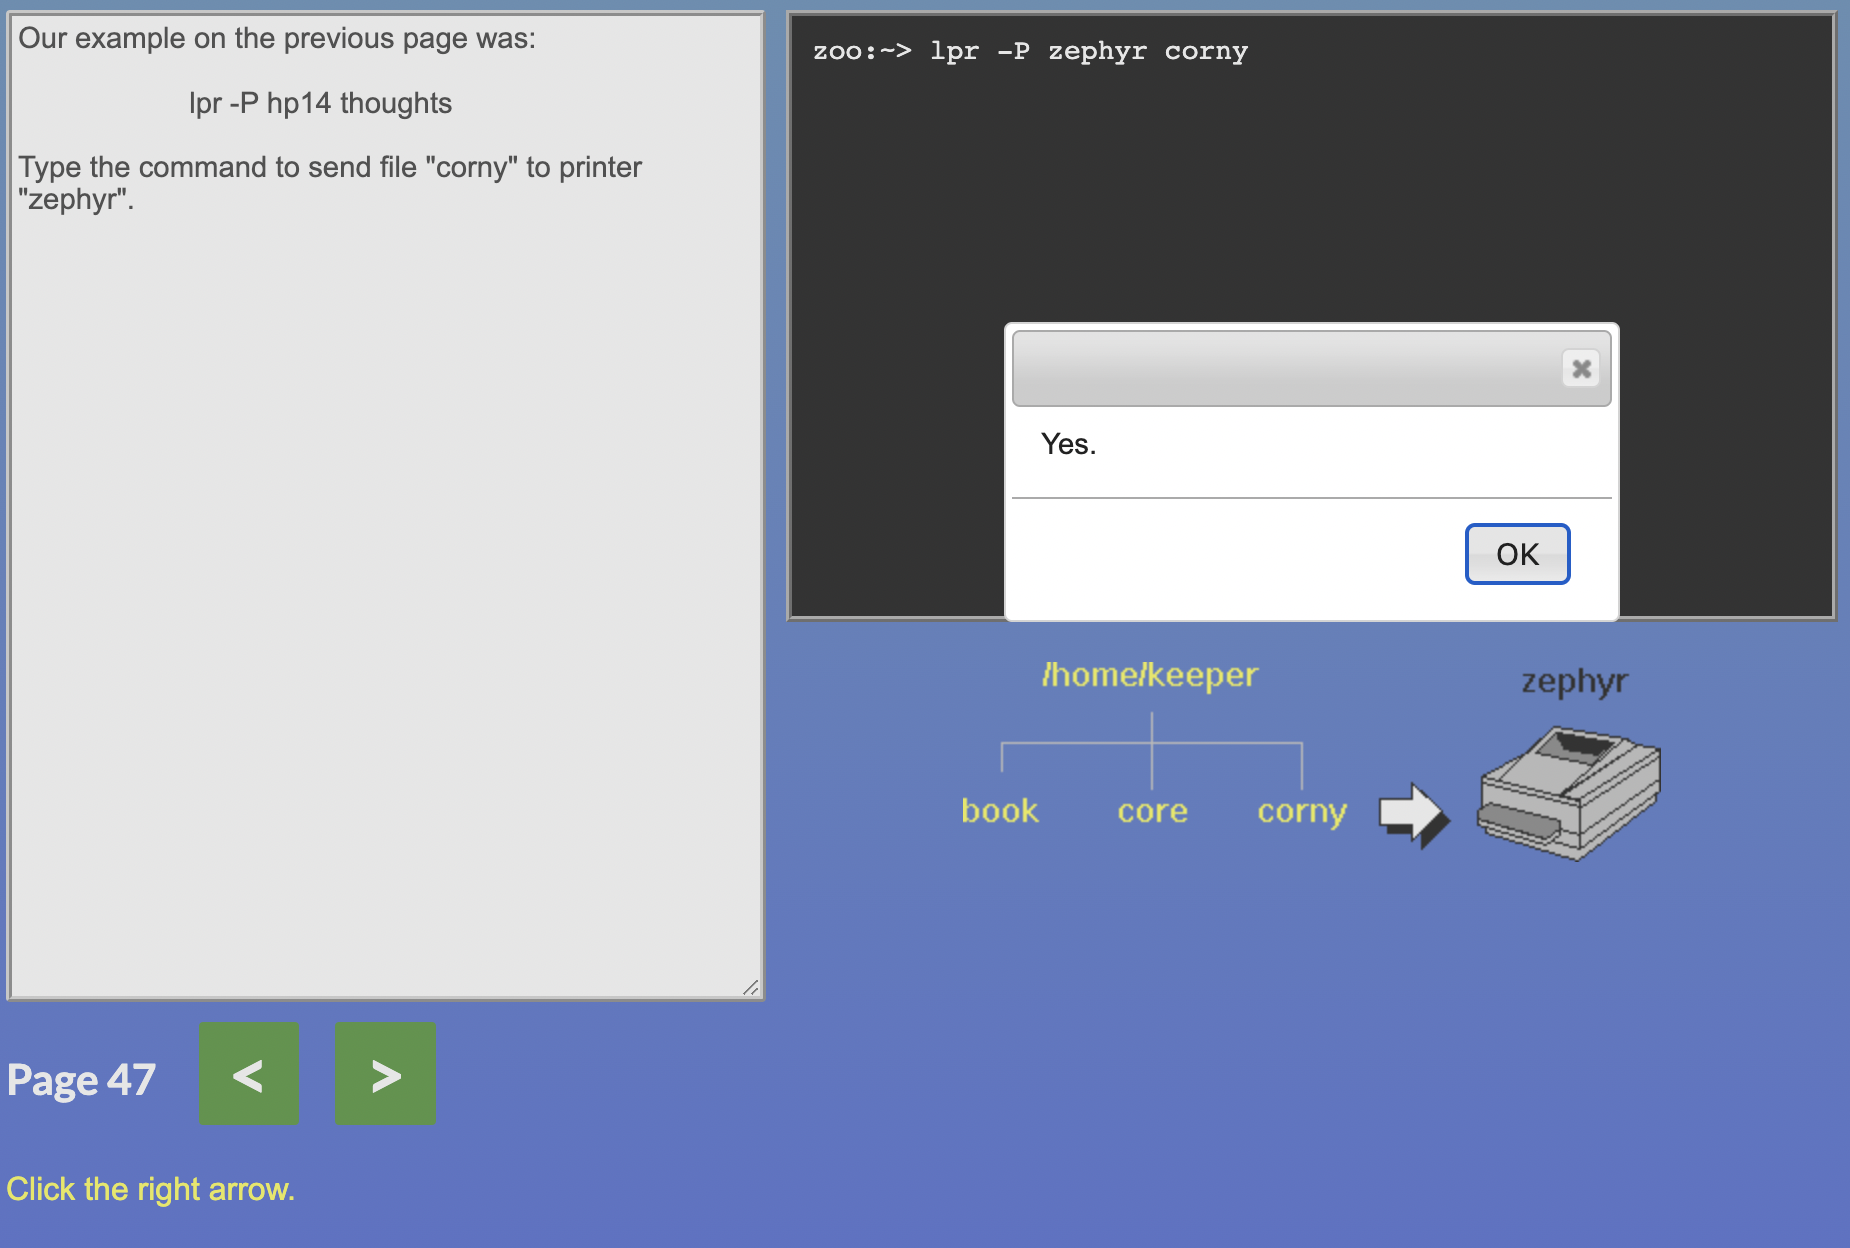 Our example on the previous page was:
lpr -P hp14 thoughts
Type the command to send file "corny" to printer
"zephyr".
zoo:~> lpr -P zephyr corny
Yes.
OK
/home/keeper
zephyr
book core corny
Page 47 < >
Click the right arrow.